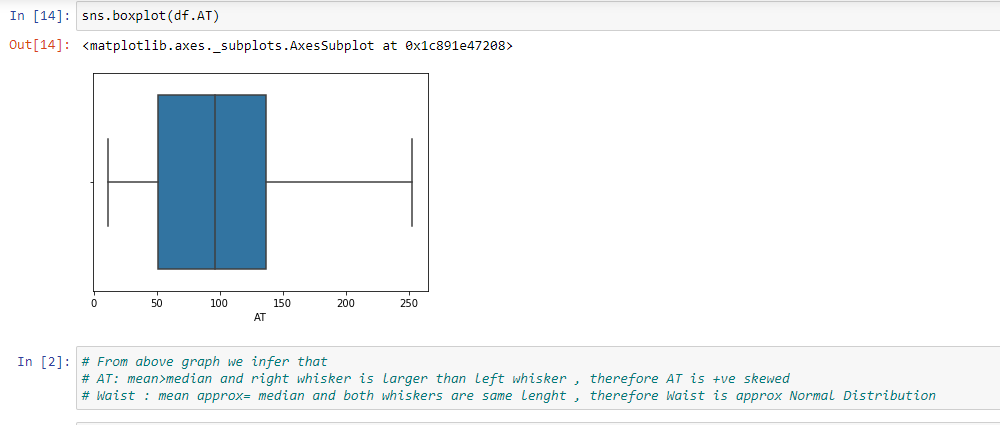 In [14]: sns.boxplot(df.AT)
Out[14]: <matplotlib.axes._subplots.AxesSubplot at 0x1c891e47208>
0 50 100 150 200 250
AT
In [2]: # From above graph we infer that
# AT: mean>median and right whisker is larger than left whisker , therefore AT is +ve skewed
# Waist : mean approx= median and both whiskers are same lenght , therefore Waist is approx Normal Distribution